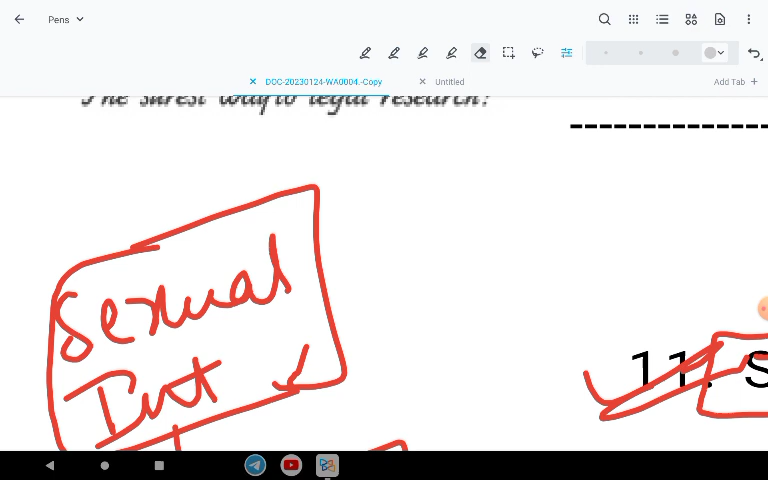 Pens
DOC-20230124-WA0004.-Copy
Untitled
Add Tab
The surest way to legal research!
Sexual
Int
11. S